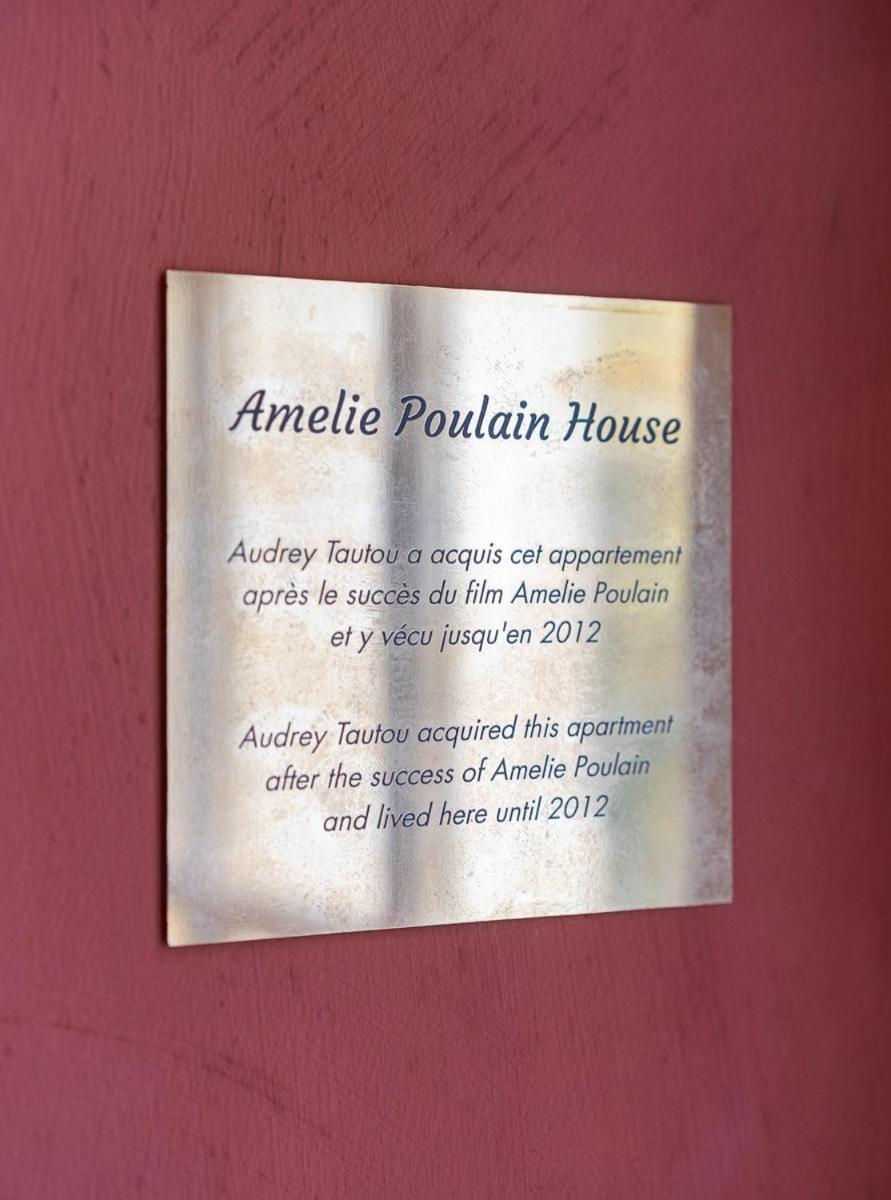 Amelie Poulain House
Audrey Tautou a acquis cet appartement
après le succès du film Amelie Poulain
et y vécu jusqu'en 2012
Audrey Tautou acquired this apartment
after the success of Amelie Poulain
and lived here until 2012